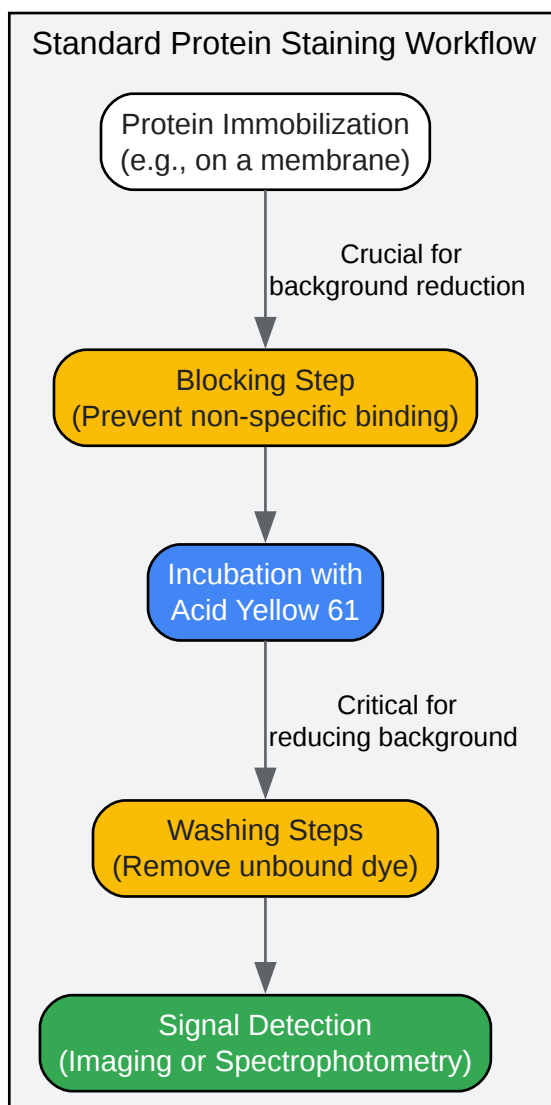 Standard Protein Staining Workflow
Protein Immobilization
(e.g., on a membrane)
Crucial for
background reduction
Blocking Step
(Prevent non-specific binding)
Incubation with
Acid Yellow 61
Critical for
reducing background
Washing Steps
(Remove unbound dye)
Signal Detection
(Imaging or Spectrophotometry)